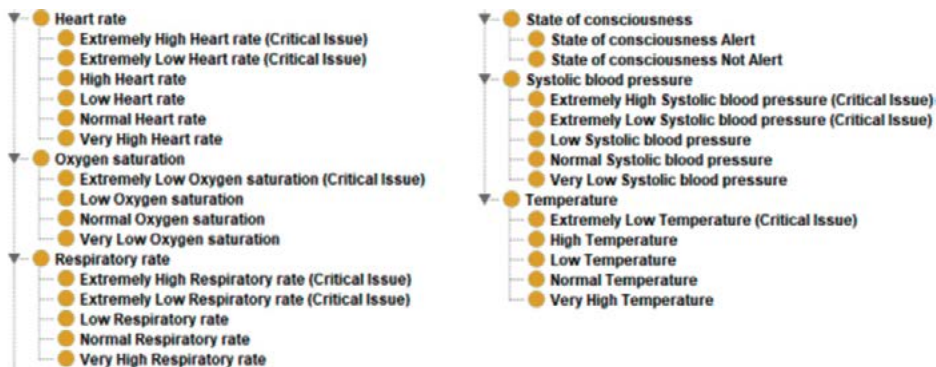 Heart rate
Extremely High Heart rate (Critical Issue)
Extremely Low Heart rate (Critical Issue)
High Heart rate
Low Heart rate
Normal Heart rate
Very High Heart rate
Oxygen saturation
Extremely Low Oxygen saturation (Critical Issue)
Low Oxygen saturation
Normal Oxygen saturation
Very Low Oxygen saturation
Respiratory rate
Extremely High Respiratory rate (Critical Issue)
Extremely Low Respiratory rate (Critical Issue)
Low Respiratory rate
Normal Respiratory rate
Very High Respiratory rate
State of consciousness
State of consciousness Alert
State of consciousness Not Alert
Systolic blood pressure
Extremely High Systolic blood pressure (Critical Issue)
Extremely Low Systolic blood pressure (Critical Issue)
Low Systolic blood pressure
Normal Systolic blood pressure
Very Low Systolic blood pressure
Temperature
Extremely Low Temperature (Critical Issue)
High Temperature
Low Temperature
Normal Temperature
Very High Temperature